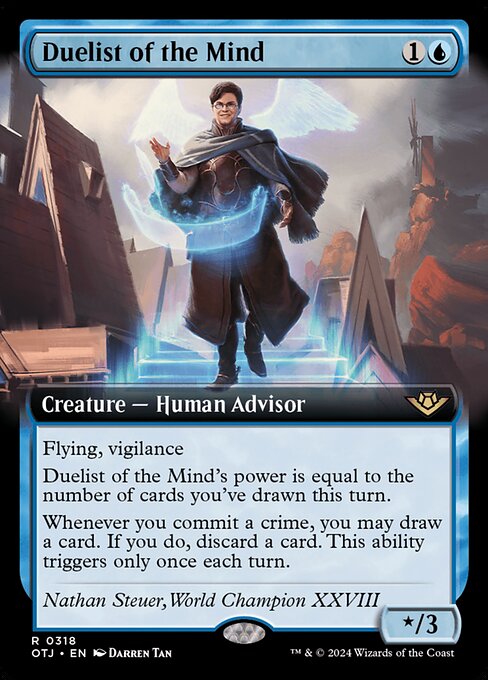 Duelist of the Mind 1
Creature — Human Advisor
Flying, vigilance
Duelist of the Mind's power is equal to the
number of cards you've drawn this turn.
Whenever you commit a crime, you may draw
a card. If you do, discard a card. This ability
triggers only once each turn.
Nathan Steuer, World Champion XXVIII
*/3
R 0318
OTJ • EN Darren Tan
™ & © 2024 Wizards of the Coast